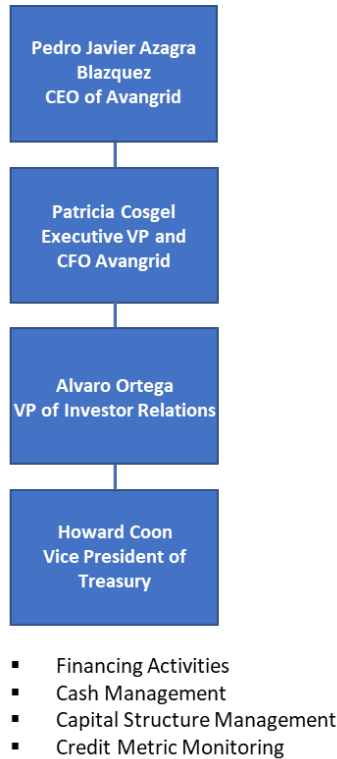 Pedro Javier Azagra
Blazquez
CEO of Avangrid
Patricia Cosgel
Executive VP and
CFO Avangrid
Alvaro Ortega
VP of Investor Relations
Howard Coon
Vice President of
Treasury
▪ Financing Activities
▪ Cash Management
▪ Capital Structure Management
▪ Credit Metric Monitoring